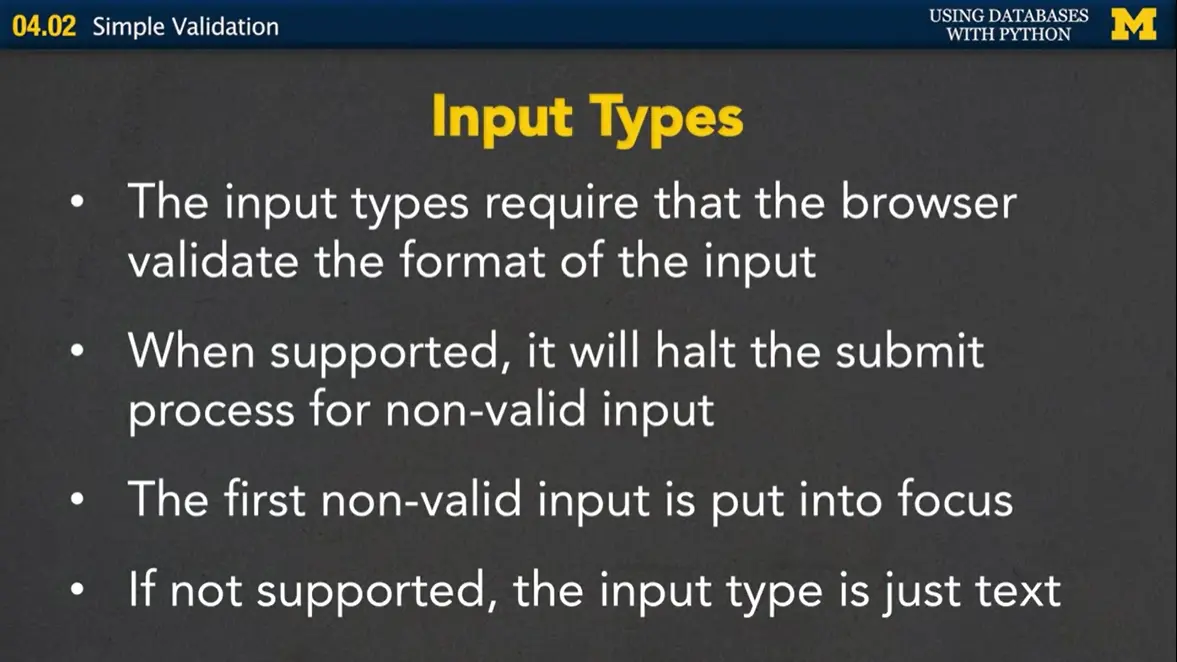 04.02 Simple Validation
USING DATABASES
WITH PYTHON
M
Input Types
• The input types require that the browser
validate the format of the input
• When supported, it will halt the submit
process for non-valid input
• The first non-valid input is put into focus
• If not supported, the input type is just text